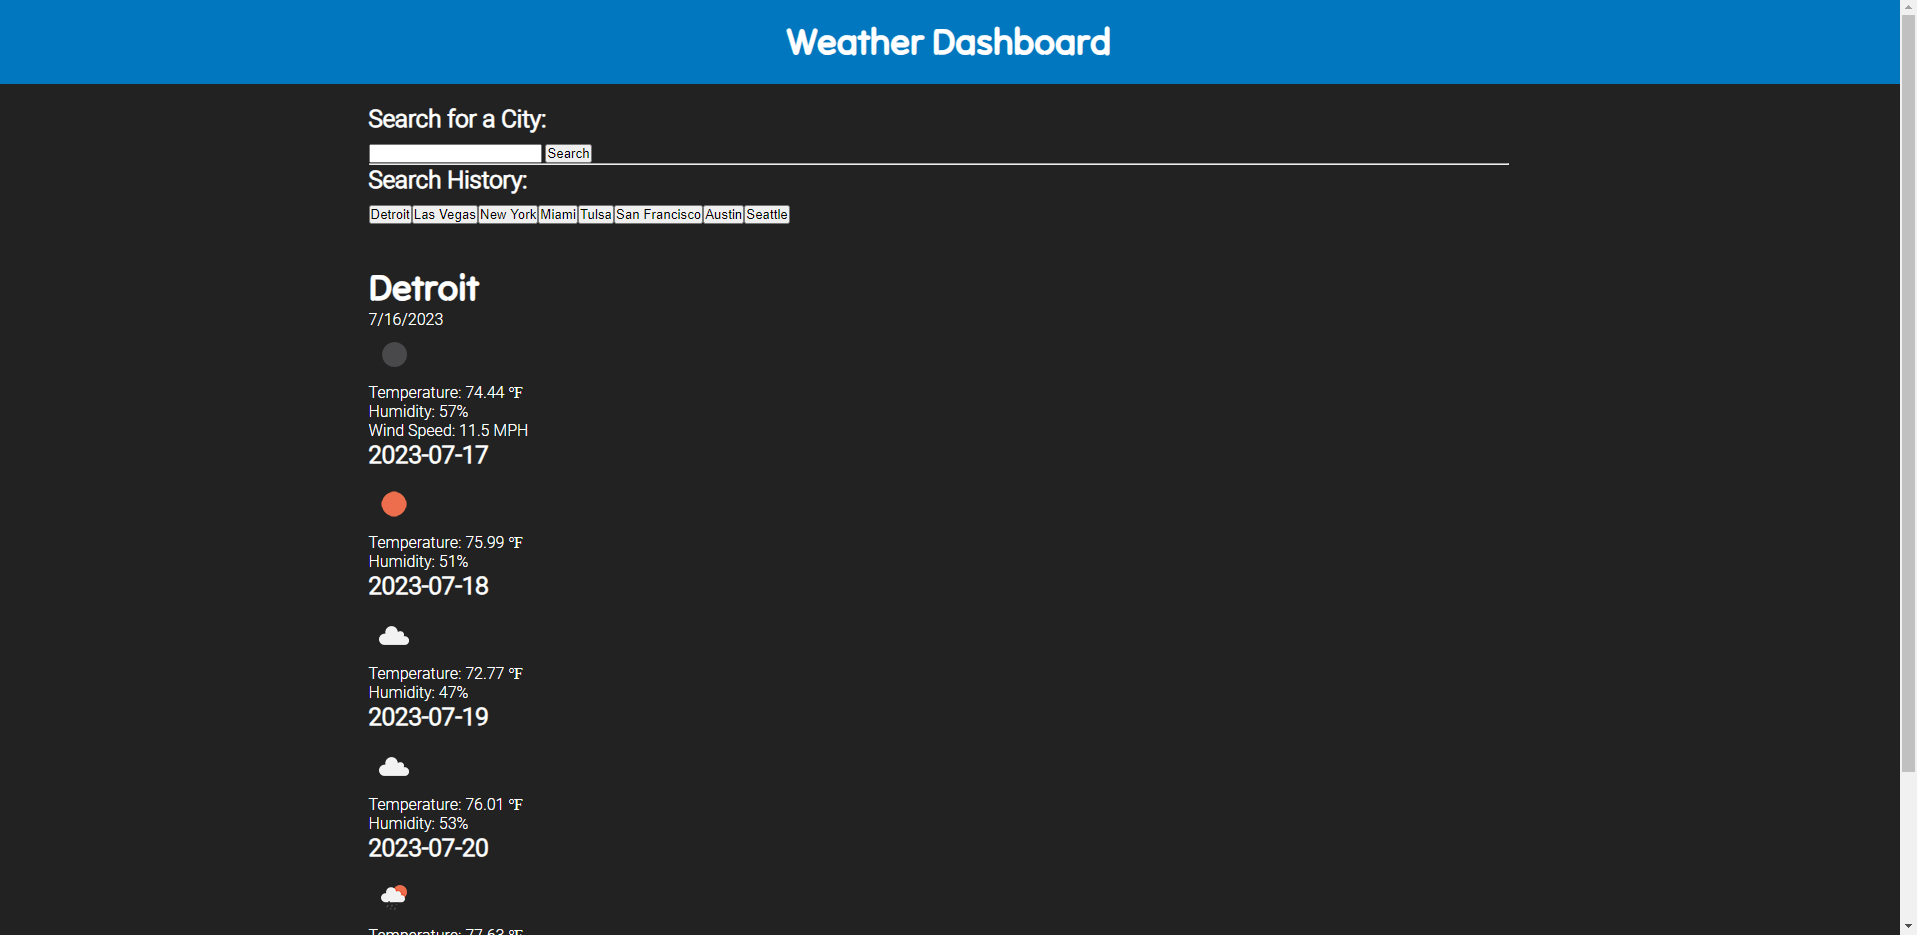 Weather Dashboard
Search for a City:
Search
Search History:
Detroit Las Vegas New York Miami Tulsa San Francisco Austin Seattle
Detroit
7/16/2023
Temperature: 74.44 °F
Humidity: 57%
Wind Speed: 11.5 MPH
2023-07-17
Temperature: 75.99 °F
Humidity: 51%
2023-07-18
Temperature: 72.77 °F
Humidity: 47%
2023-07-19
Temperature: 76.01 °F
Humidity: 53%
2023-07-20
Temperature: 77.63 °F